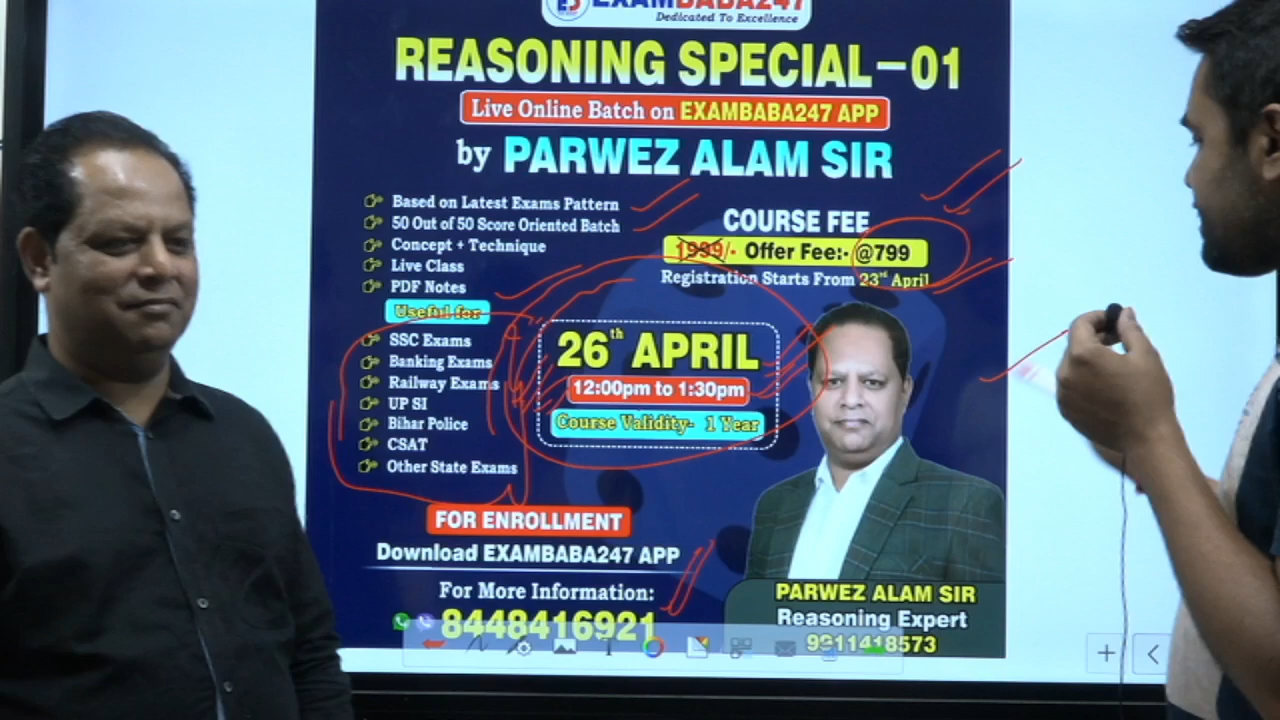 EXAMBABA247
Dedicated To Excellence
REASONING SPECIAL-01
Live Online Batch on EXAMBABA247 APP
by PARWEZ ALAM SIR
Based on Latest Exams Pattern
50 Out of 50 Score Oriented Batch
Concept + Technique
Live Class
PDF Notes
Useful for
SSC Exams
Banking Exams
Railway Exams
UP SI
Bihar Police
CSAT
Other State Exams
COURSE FEE
1999/- Offer Fee:- @799
Registration Starts From 23rd April
26th APRIL
12:00pm to 1:30pm
Course Validity- 1 Year
FOR ENROLLMENT
Download EXAMBABA247 APP
For More Information:
8448416921
PARWEZ ALAM SIR
Reasoning Expert
9911418573